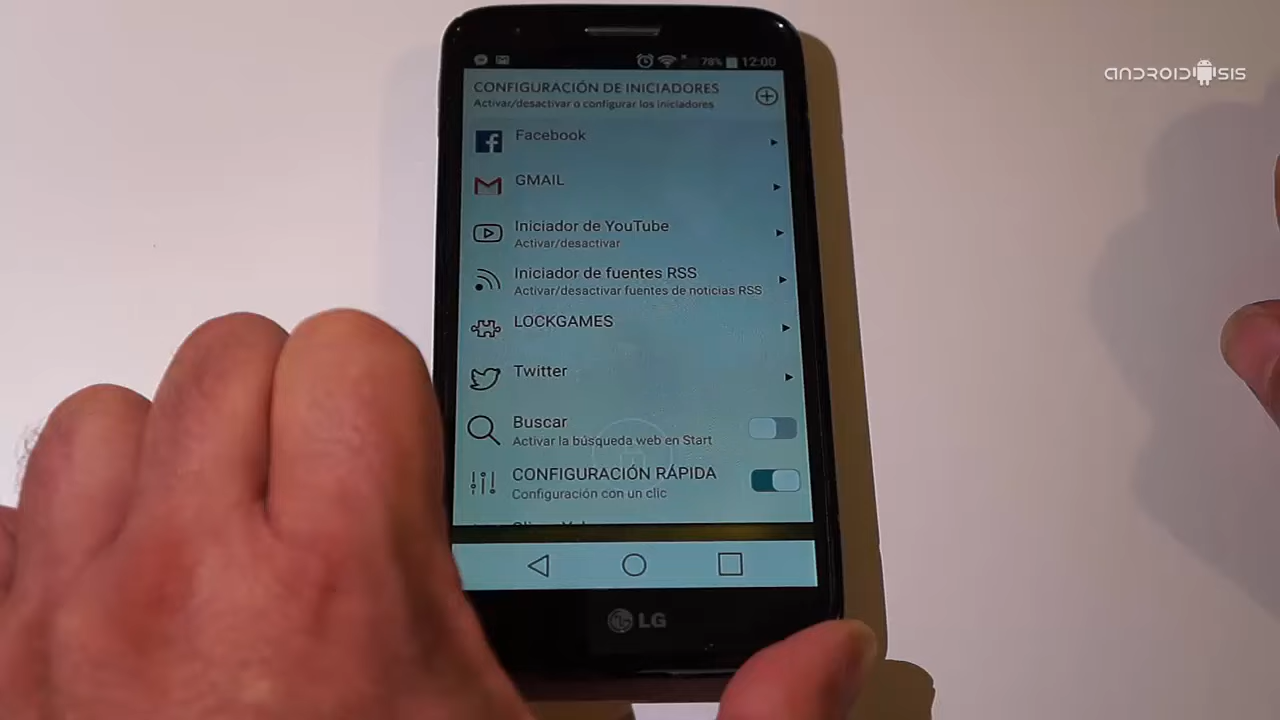 ANDROIDSIS
78% 12:00
CONFIGURACIÓN DE INICIADORES
Activar/desactivar o configurar los iniciadores
Facebook
GMAIL
Iniciador de YouTube
Activar/desactivar
Iniciador de fuentes RSS
Activar/desactivar fuentes de noticias RSS
LOCKGAMES
Twitter
Buscar
Activar la búsqueda web en Start
CONFIGURACIÓN RÁPIDA
Configuración con un clic
LG